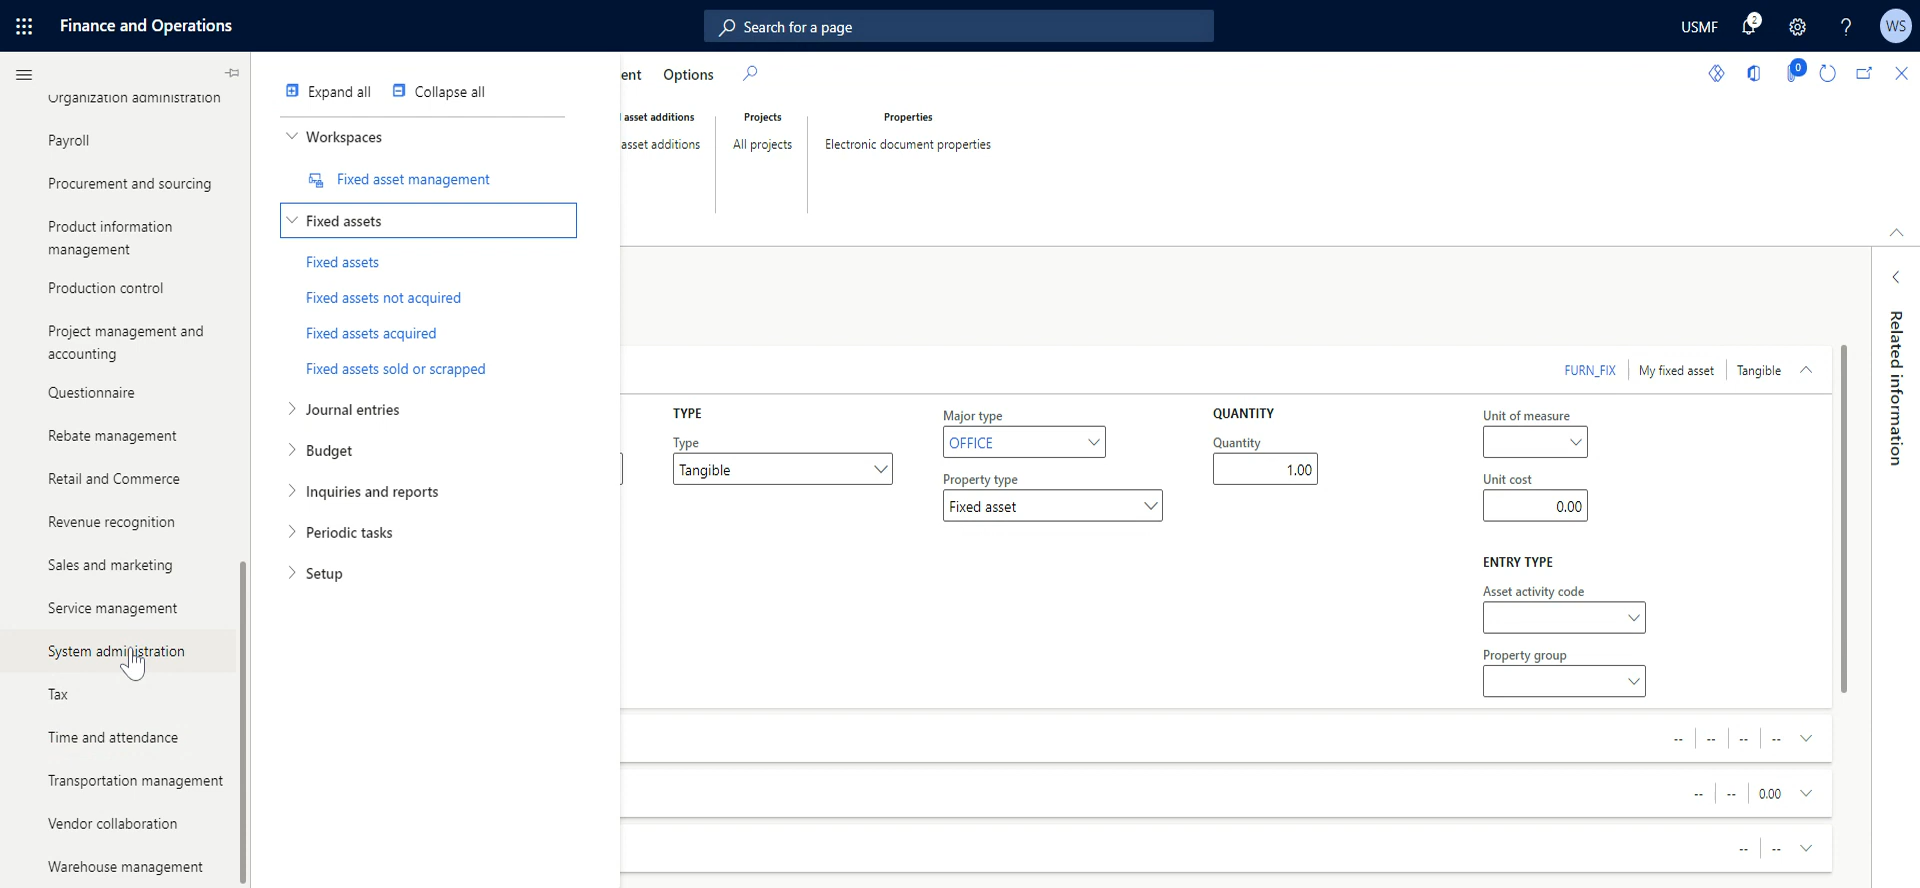 Finance and Operations
Search for a page
USMF
2
?
WS
Organization administration
Payroll
Procurement and sourcing
Product information
management
Production control
Project management and
accounting
Questionnaire
Rebate management
Retail and Commerce
Revenue recognition
Sales and marketing
Service management
System administration
Tax
Time and attendance
Transportation management
Vendor collaboration
Warehouse management
Expand all
Collapse all
Workspaces
Fixed asset management
Fixed assets
Fixed assets
Fixed assets not acquired
Fixed assets acquired
Fixed assets sold or scrapped
Journal entries
Budget
Inquiries and reports
Periodic tasks
Setup
ent
Options
0
asset additions
Projects
Properties
asset additions
All projects
Electronic document properties
Related information
FURN_FIX
My fixed asset
Tangible
TYPE
Type
Tangible
Major type
OFFICE
Property type
Fixed asset
QUANTITY
Quantity
1.00
Unit of measure
Unit cost
0.00
ENTRY TYPE
Asset activity code
Property group
-- -- -- --
-- -- 0.00
-- --